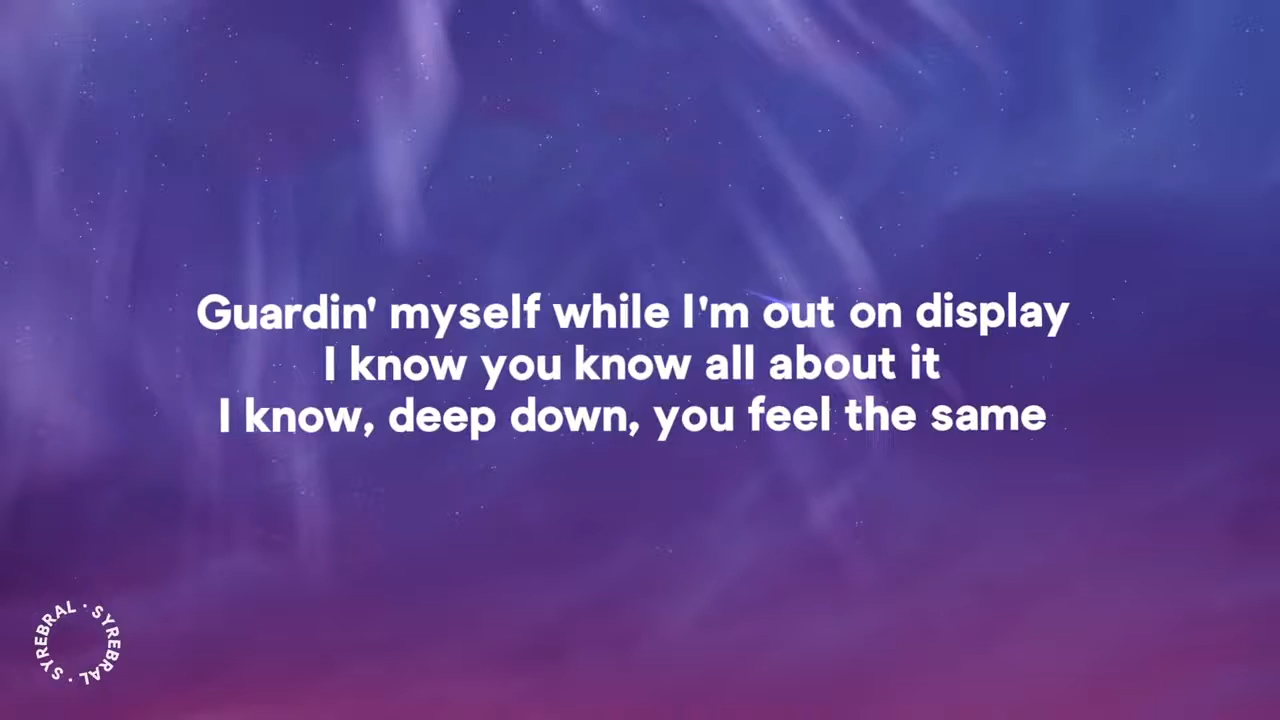 Guardin' myself while I'm out on display
I know you know all about it
I know, deep down, you feel the same
SYREBRAL · SYREBRAL ·